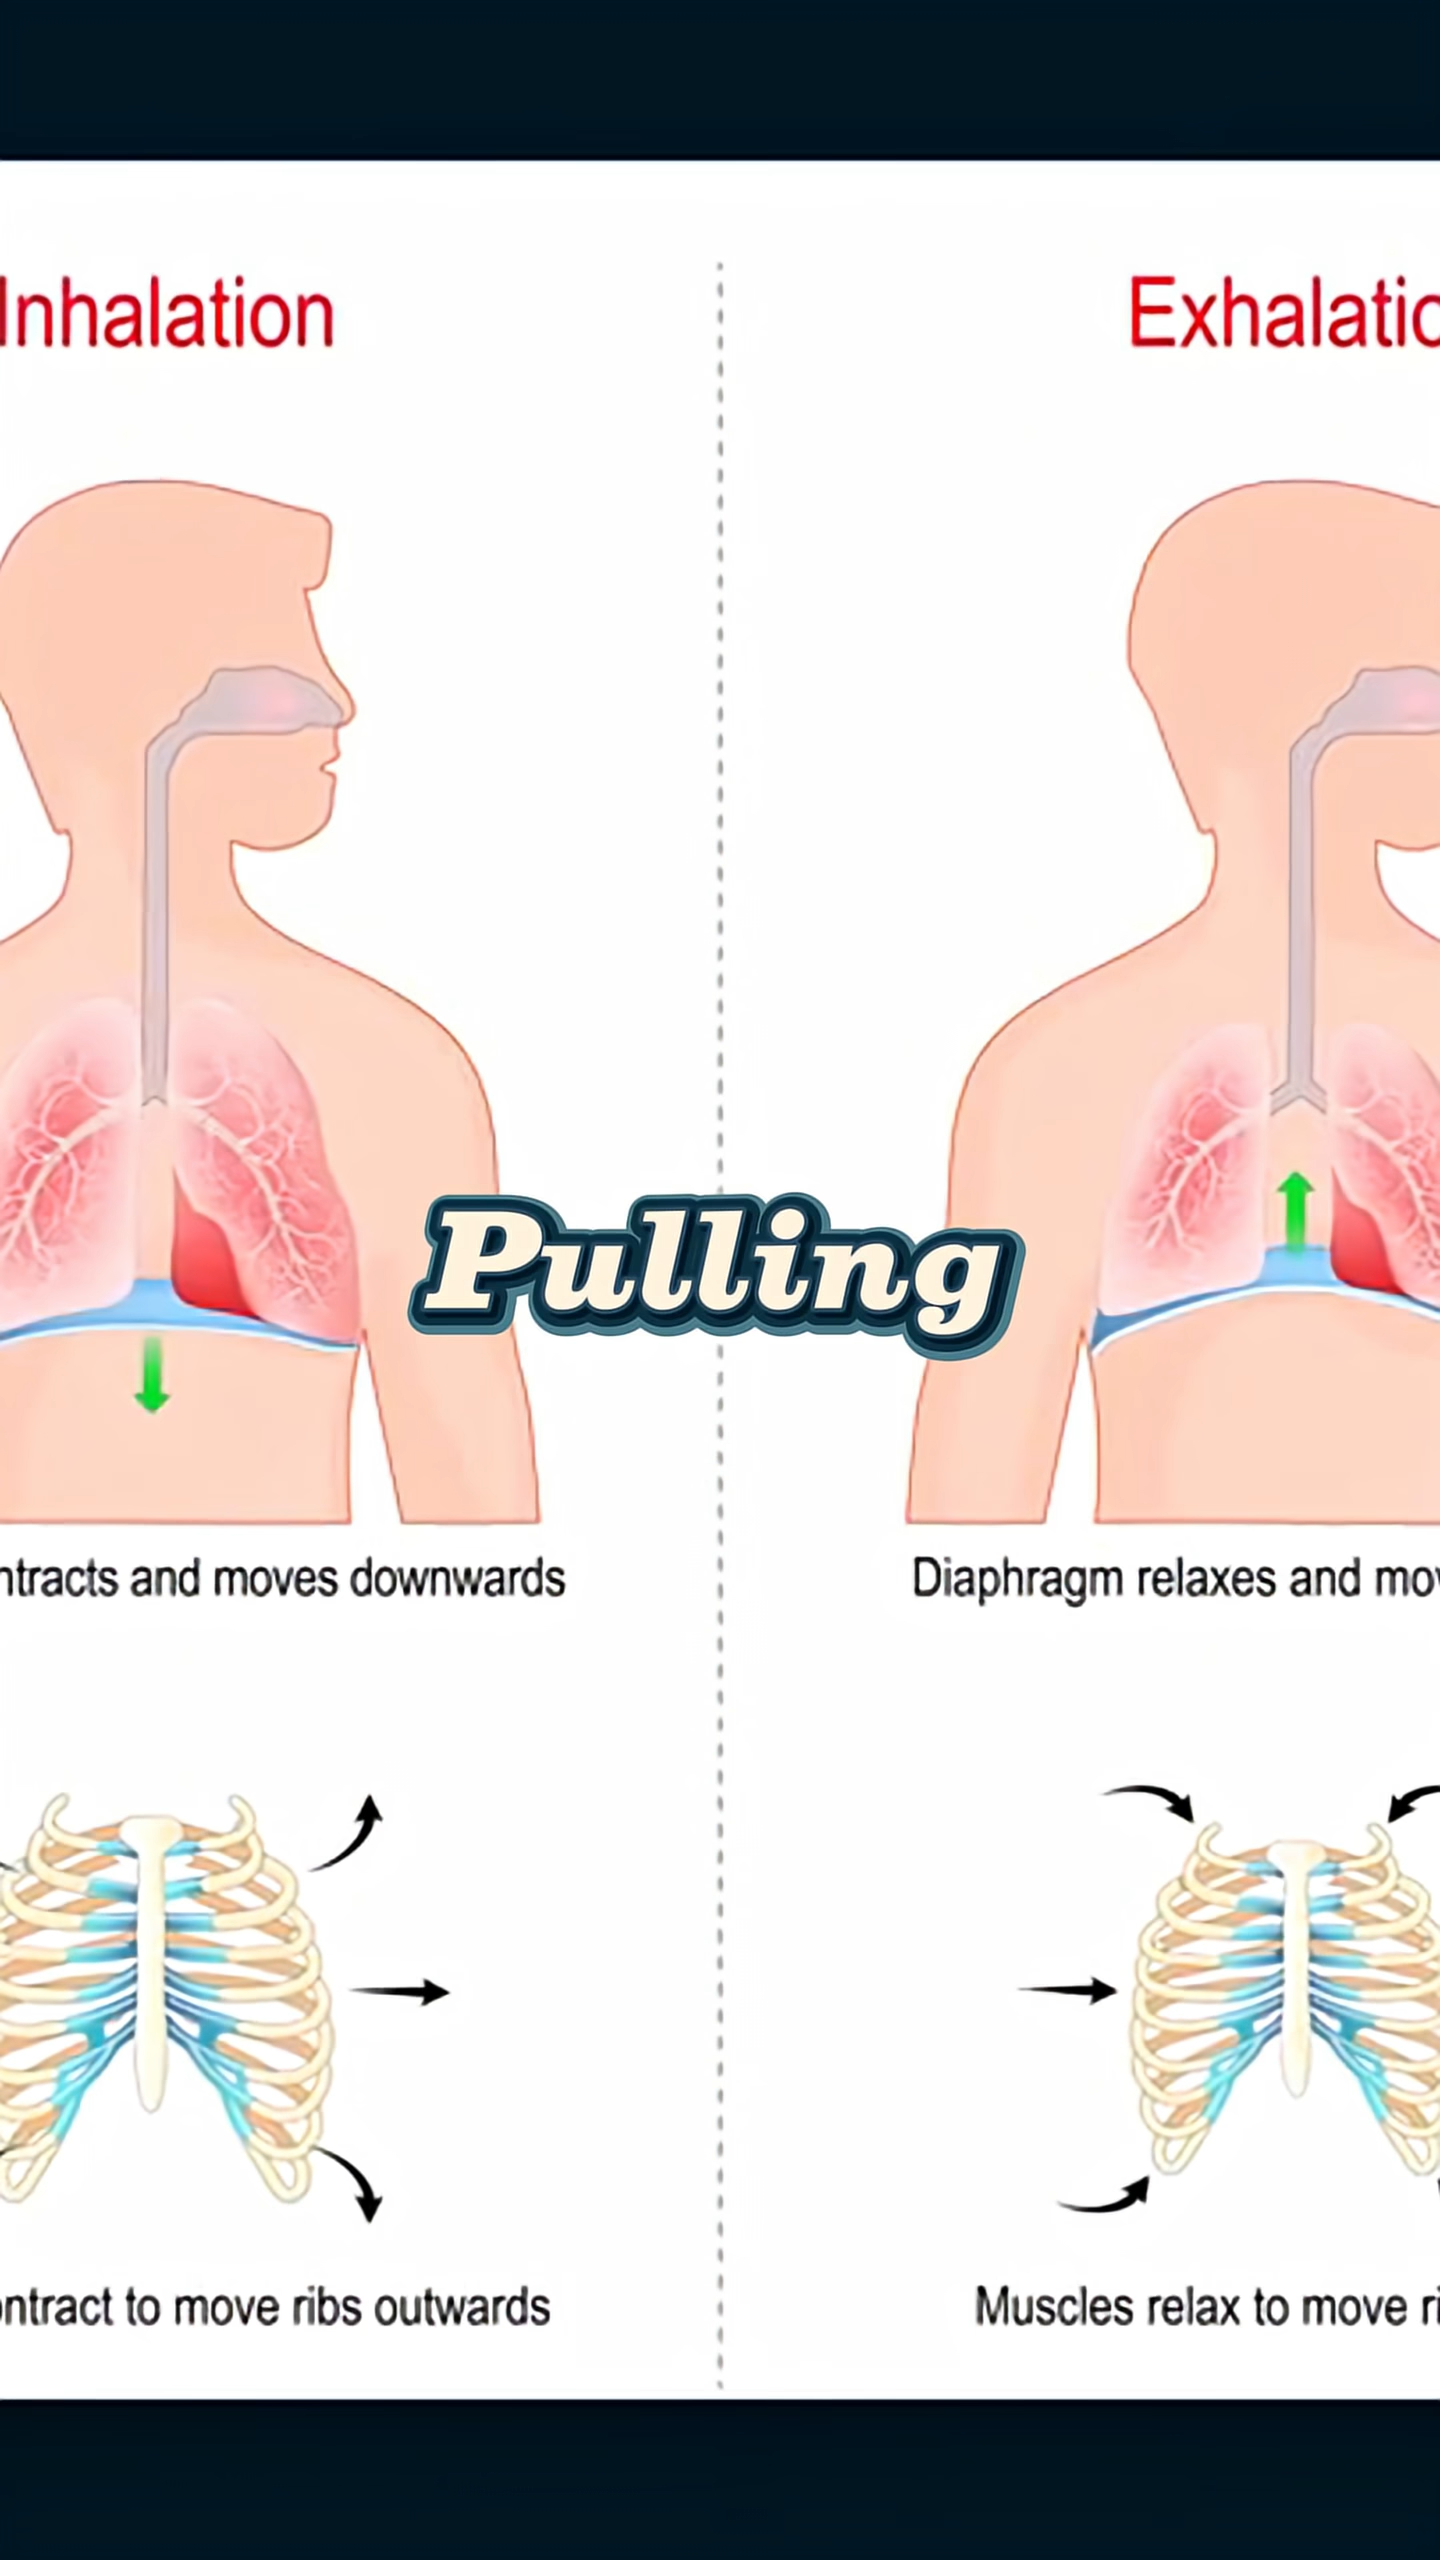 Inhalation
Exhalatio
Pulling
ntracts and moves downwards
Diaphragm relaxes and mov
ontract to move ribs outwards
Muscles relax to move ri